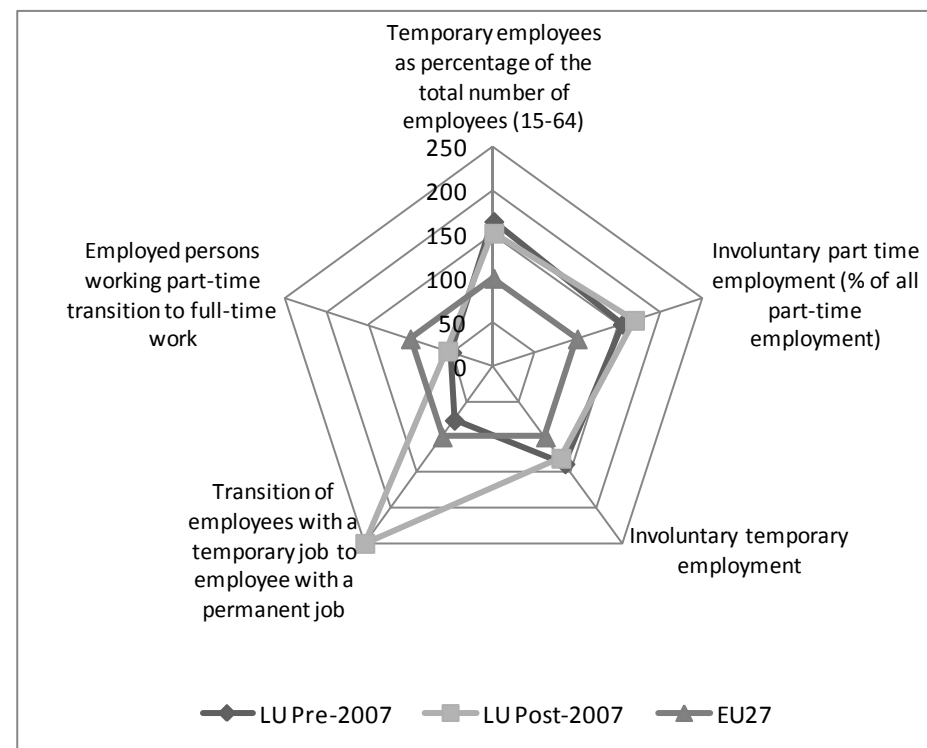 Temporary employees
as percentage of the
total number of
employees (15-64)
250
200
150
100
50
0
Involuntary part time
employment (% of all
part-time
employment)
Employed persons
working part-time
transition to full-time
work
Transition of
employees with a
temporary job to
employee with a
permanent job
Involuntary temporary
employment
LU Pre-2007
LU Post-2007
EU27